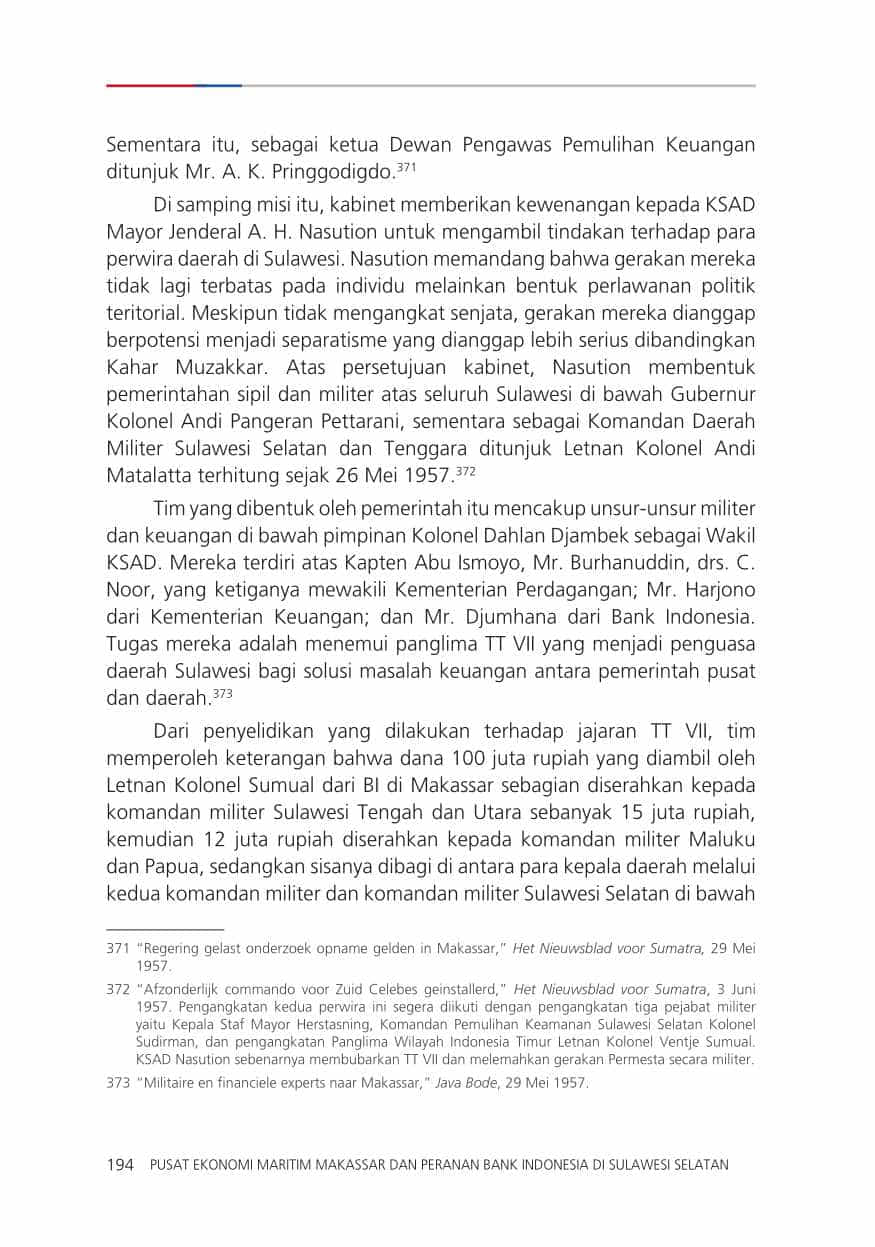 Sementara itu, sebagai ketua Dewan Pengawas Pemulihan Keuangan
ditunjuk Mr. A. K. Pringgodigdo.371
Di samping misi itu, kabinet memberikan kewenangan kepada KSAD
Mayor Jenderal A. H. Nasution untuk mengambil tindakan terhadap para
perwira daerah di Sulawesi. Nasution memandang bahwa gerakan mereka
tidak lagi terbatas pada individu melainkan bentuk perlawanan politik
teritorial. Meskipun tidak mengangkat senjata, gerakan mereka dianggap
berpotensi menjadi separatisme yang dianggap lebih serius dibandingkan
Kahar Muzakkar. Atas persetujuan kabinet, Nasution membentuk
pemerintahan sipil dan militer atas seluruh Sulawesi di bawah Gubernur
Kolonel Andi Pangeran Pettarani, sementara sebagai Komandan Daerah
Militer Sulawesi Selatan dan Tenggara ditunjuk Letnan Kolonel Andi
Matalatta terhitung sejak 26 Mei 1957.372
Tim yang dibentuk oleh pemerintah itu mencakup unsur-unsur militer
dan keuangan di bawah pimpinan Kolonel Dahlan Djambek sebagai Wakil
KSAD. Mereka terdiri atas Kapten Abu Ismoyo, Mr. Burhanuddin, drs. C.
Noor, yang ketiganya mewakili Kementerian Perdagangan; Mr. Harjono
dari Kementerian Keuangan; dan Mr. Djumhana dari Bank Indonesia.
Tugas mereka adalah menemui panglima TT VII yang menjadi penguasa
daerah Sulawesi bagi solusi masalah keuangan antara pemerintah pusat
dan daerah.373
Dari penyelidikan yang dilakukan terhadap jajaran TT VII, tim
memperoleh keterangan bahwa dana 100 juta rupiah yang diambil oleh
Letnan Kolonel Sumual dari BI di Makassar sebagian diserahkan kepada
komandan militer Sulawesi Tengah dan Utara sebanyak 15 juta rupiah,
kemudian 12 juta rupiah diserahkan kepada komandan militer Maluku
dan Papua, sedangkan sisanya dibagi di antara para kepala daerah melalui
kedua komandan militer dan komandan militer Sulawesi Selatan di bawah
371 “Regering gelast onderzoek opname gelden in Makassar,” Het Nieuwsblad voor Sumatra, 29 Mei
1957.
372 “Afzonderlijk commando voor Zuid Celebes geinstallerd,” Het Nieuwsblad voor Sumatra, 3 Juni
1957. Pengangkatan kedua perwira ini segera diikuti dengan pengangkatan tiga pejabat militer
yaitu Kepala Staf Mayor Herstasning, Komandan Pemulihan Keamanan Sulawesi Selatan Kolonel
Sudirman, dan pengangkatan Panglima Wilayah Indonesia Timur Letnan Kolonel Ventje Sumual.
KSAD Nasution sebenarnya membubarkan TT VII dan melemahkan gerakan Permesta secara militer.
373 “Militaire en financiele experts naar Makassar,” Java Bode, 29 Mei 1957.
194 PUSAT EKONOMI MARITIM MAKASSAR DAN PERANAN BANK INDONESIA DI SULAWESI SELATAN